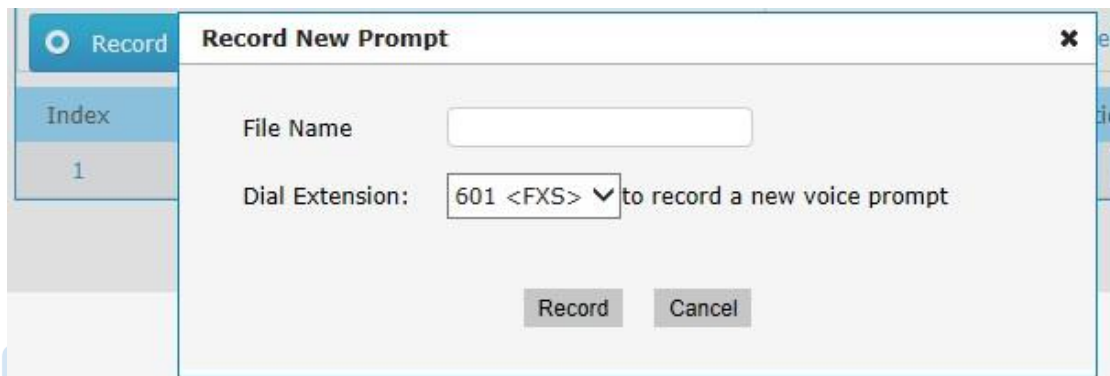 Record
Record New Prompt
Index
File Name
1
Dial Extension: 601 <FXS> to record a new voice prompt
Record Cancel